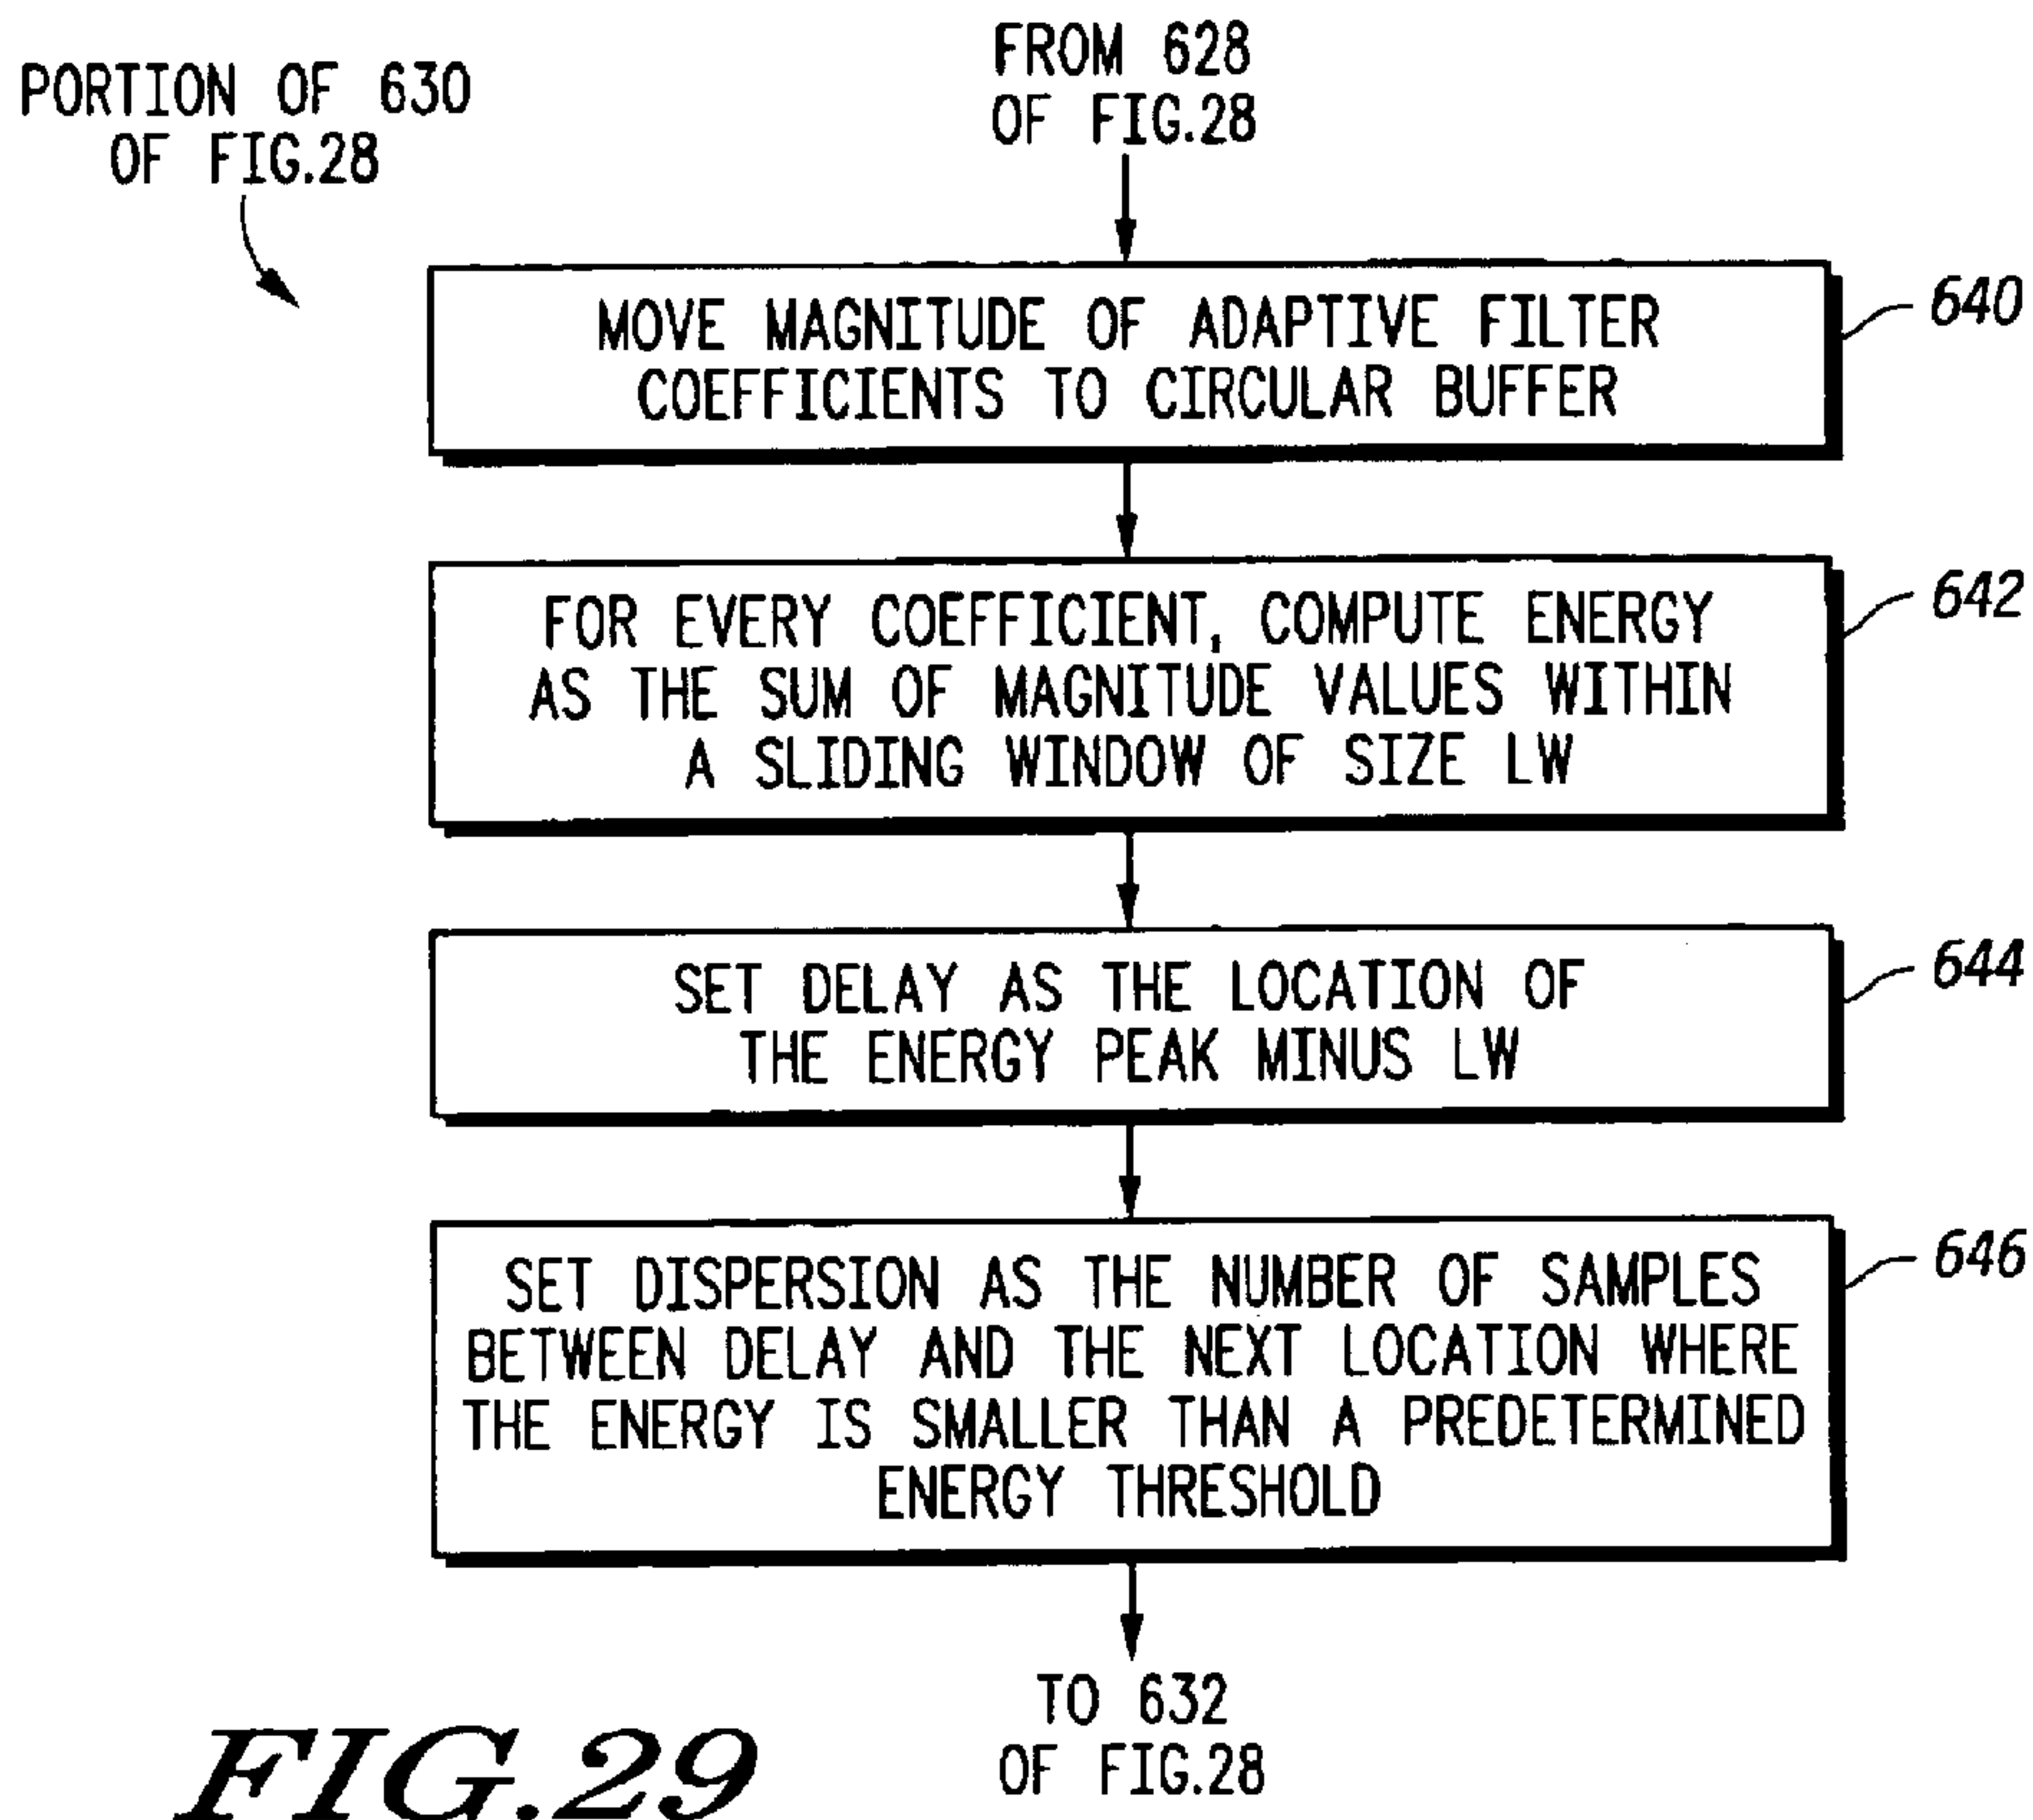 PORTION OF 630
OF FIG.28
FROM 628
OF FIG.28
MOVE MAGNITUDE OF ADAPTIVE FILTER
COEFFICIENTS TO CIRCULAR BUFFER
640
FOR EVERY COEFFICIENT, COMPUTE ENERGY
AS THE SUM OF MAGNITUDE VALUES WITHIN
A SLIDING WINDOW OF SIZE LW
642
SET DELAY AS THE LOCATION OF
THE ENERGY PEAK MINUS LW
644
SET DISPERSION AS THE NUMBER OF SAMPLES
BETWEEN DELAY AND THE NEXT LOCATION WHERE
THE ENERGY IS SMALLER THAN A PREDETERMINED
ENERGY THRESHOLD
646
TO 632
OF FIG.28
FIG.29